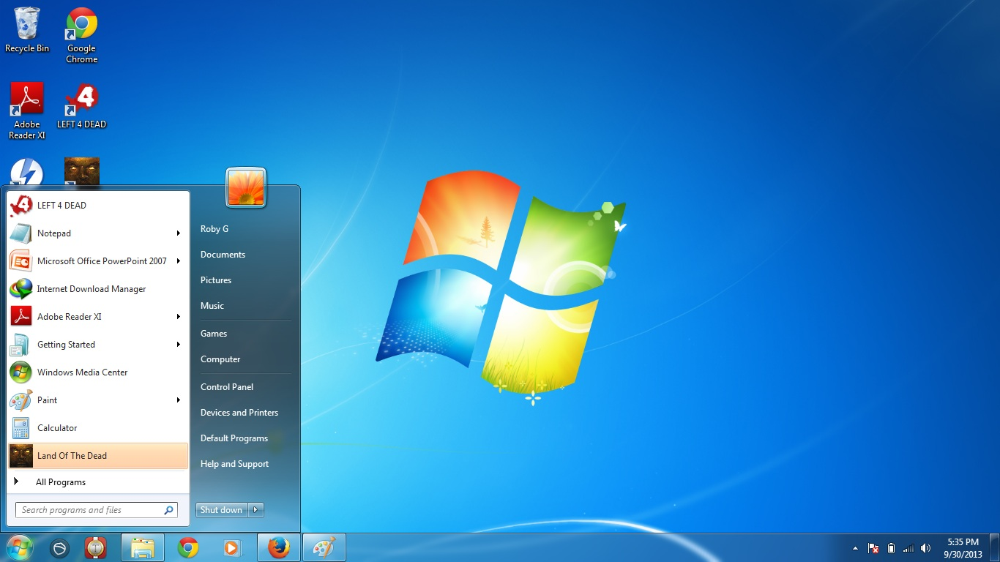 Recycle Bin
Google
Chrome
Adobe
Reader XI
4
LEFT 4 DEAD
4
LEFT 4 DEAD
Notepad
Microsoft Office PowerPoint 2007
Internet Download Manager
Adobe Reader XI
Getting Started
Windows Media Center
Paint
Calculator
Land Of The Dead
All Programs
Search programs and files
Roby G
Documents
Pictures
Music
Games
Computer
Control Panel
Devices and Printers
Default Programs
Help and Support
Shut down
5:35 PM
9/30/2013